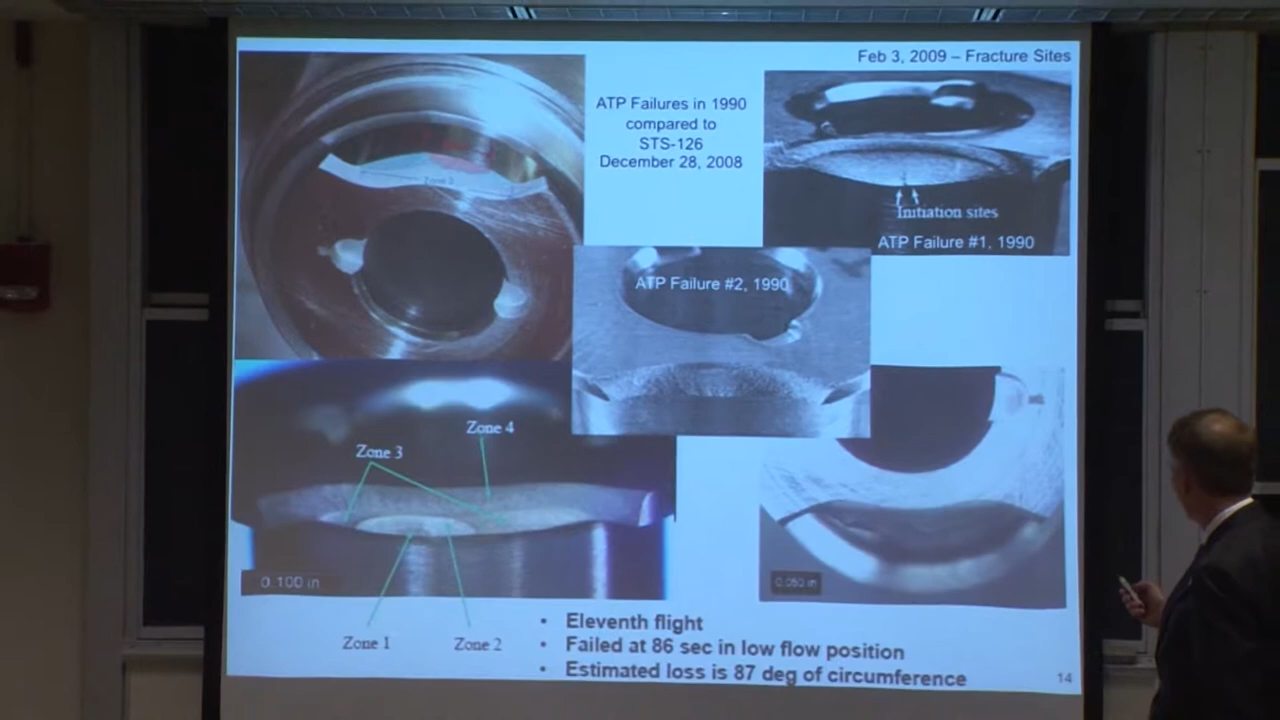 Feb 3, 2009 – Fracture Sites
ATP Failures in 1990
compared to
STS-126
December 28, 2008
Initiation sites
ATP Failure #1, 1990
ATP Failure #2, 1990
Zone 4
Zone 3
0.100 in
0.050 in
Zone 1
Zone 2
• Eleventh flight
• Failed at 86 sec in low flow position
• Estimated loss is 87 deg of circumference
14